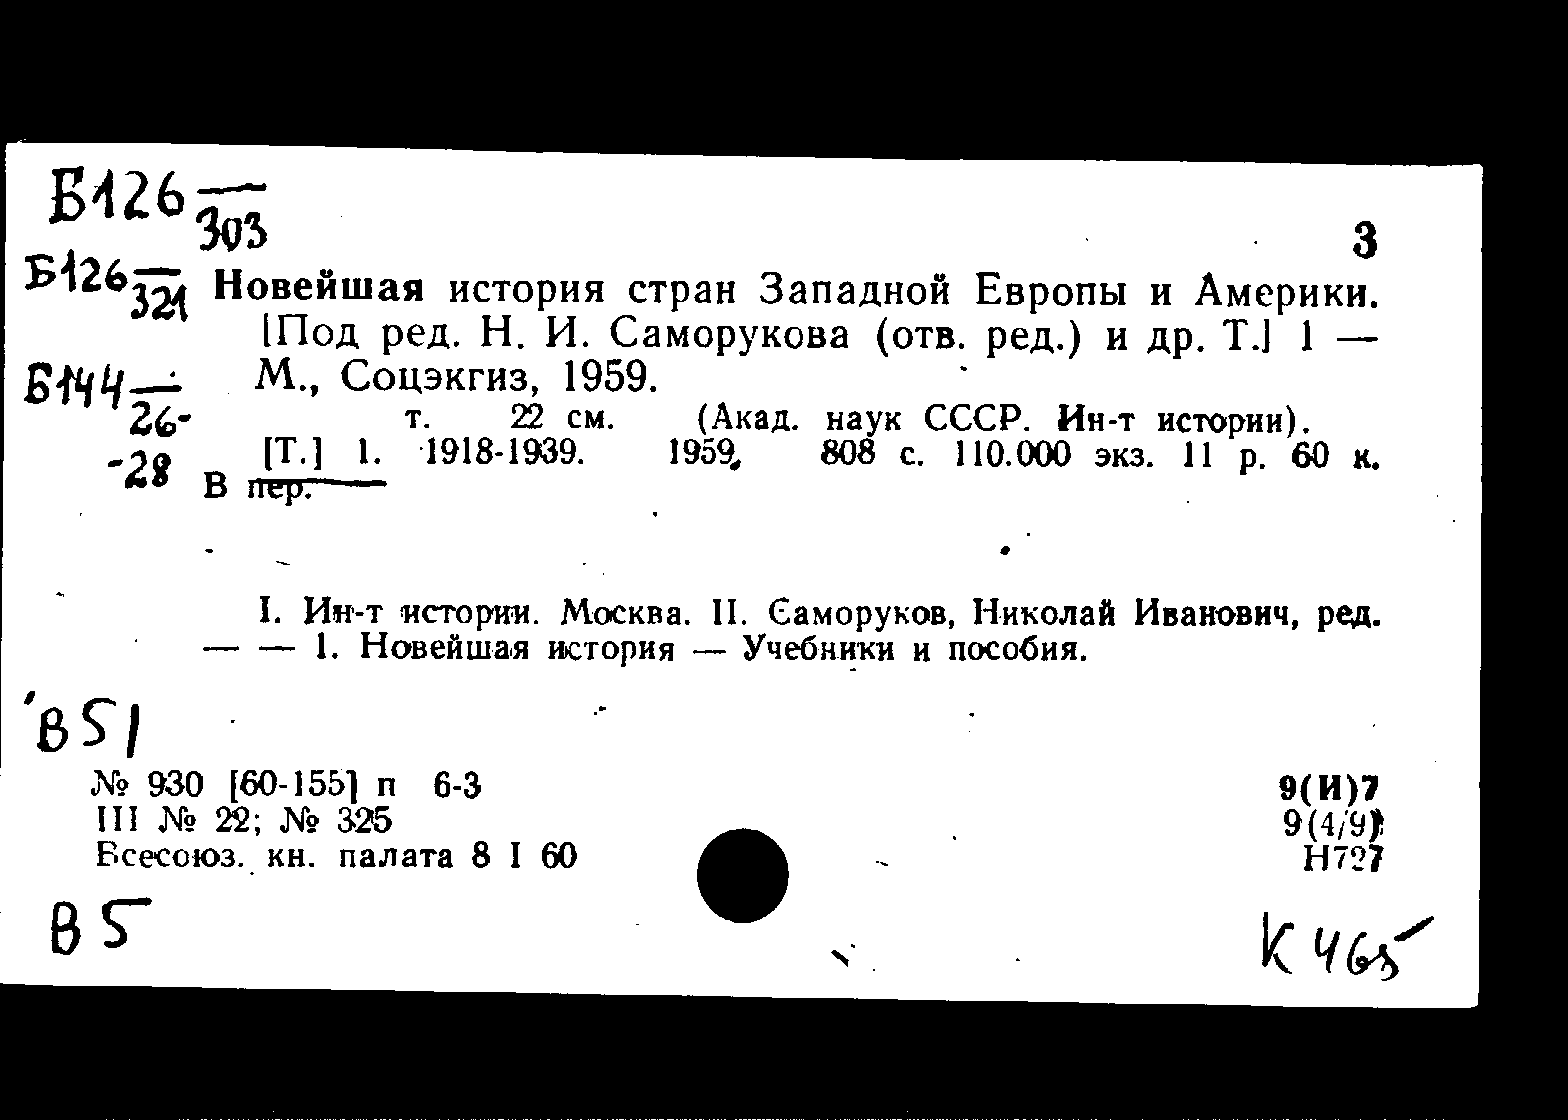 Б126
303
3
Б126
321
Новейшая история стран Западной Европы и Америки.
[Под ред. Н. И. Саморукова (отв. ред.) и др. Т.] 1 —
Б144
М., Соцэкгиз, 1959.
26-
т. 22 см. (Акад. наук СССР. Ин-т истории).
-28
[Т.] 1. 1918-1939. 1959. 808 с. 110.000 экз. 11 р. 60 к.
В пер.
I. Ин-т истории. Москва. II. Саморуков, Николай Иванович, ред.
— — 1. Новейшая история — Учебники и пособия.
В51
№ 930 [60-155] п 6-3
9(И)7
III № 22; № 325
9(4/9)
Всесоюз. кн. палата 8 I 60
Н727
В5
К465